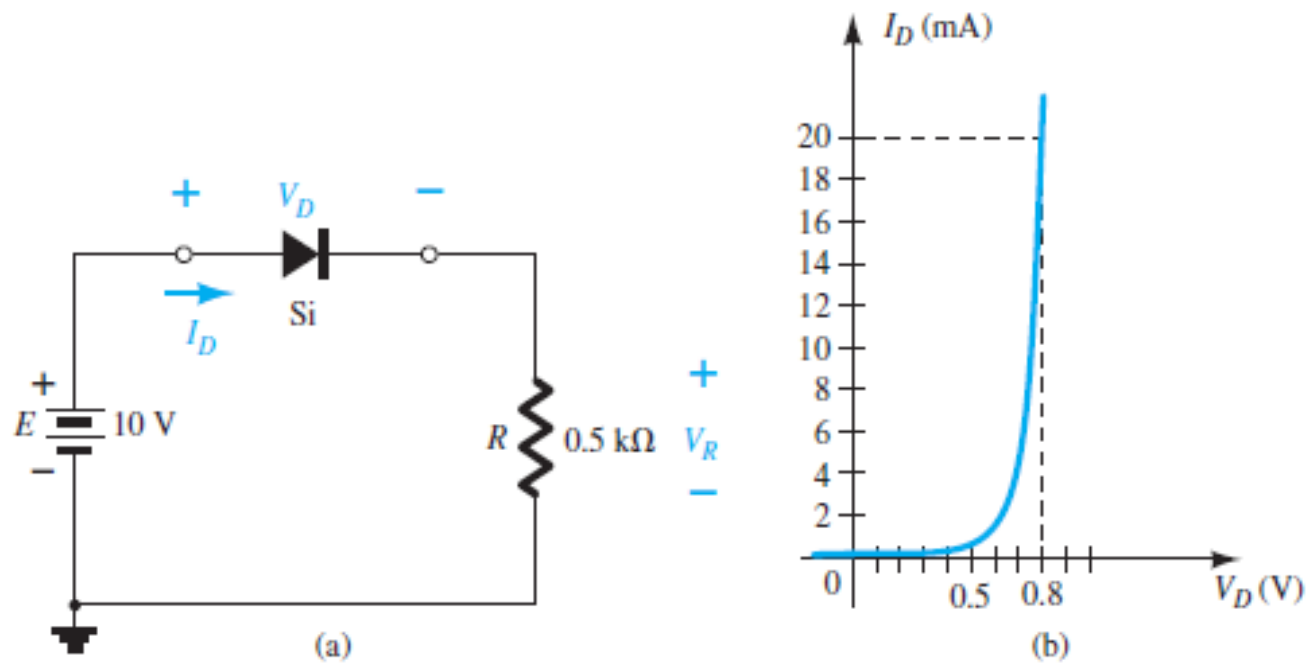 + V_D −
Si
I_D
+
E 10 V
−
R 0.5 kΩ
+
V_R
−
(a)
I_D (mA)
20
18
16
14
12
10
8
6
4
2
0 0.5 0.8 V_D (V)
(b)